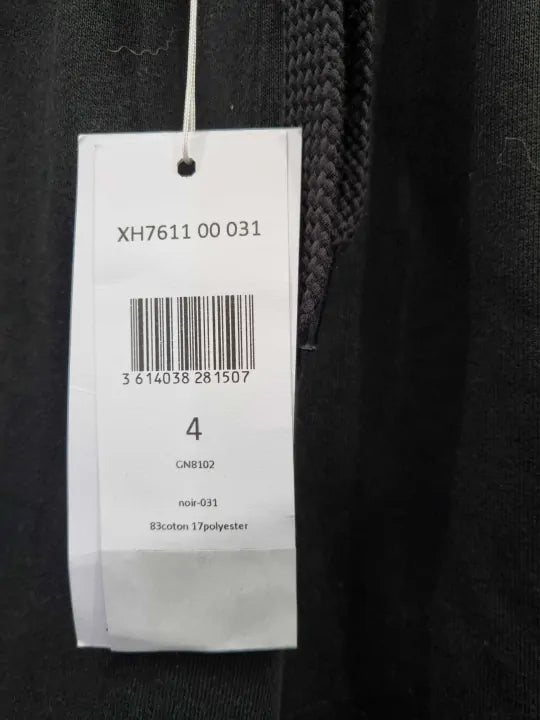 XH7611 00 031
3 614038 281507
4
GN8102
noir-031
83coton 17polyester